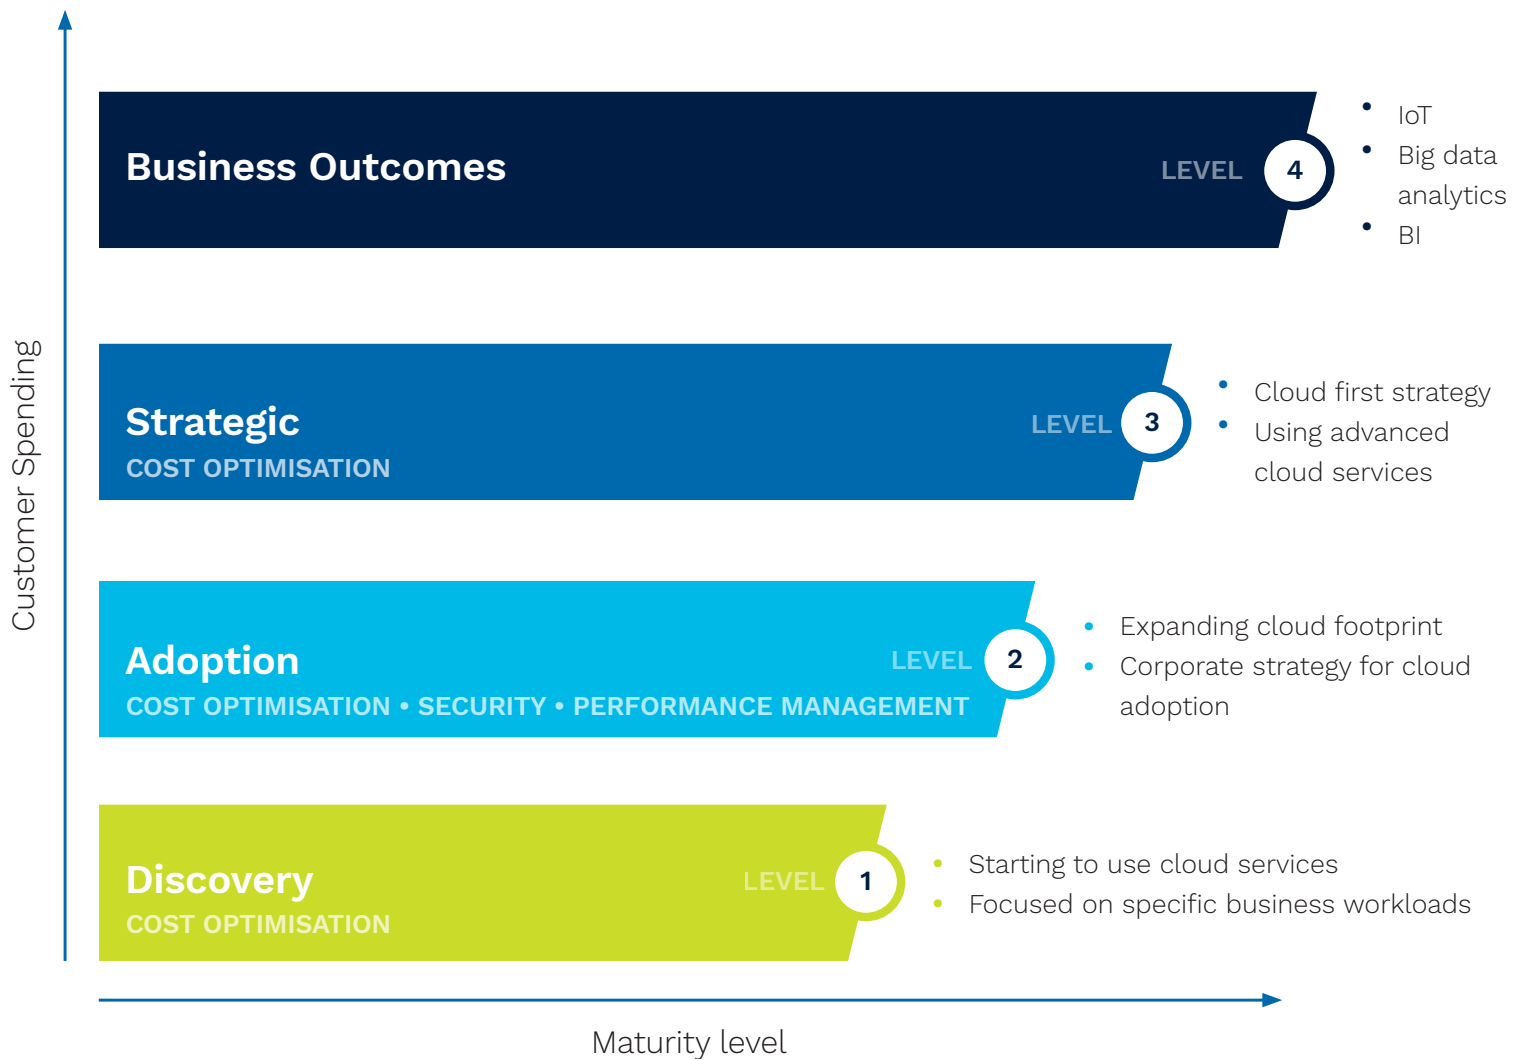 Customer Spending
Business Outcomes
LEVEL 4
• IoT
• Big data
analytics
• BI
Strategic
COST OPTIMISATION
LEVEL 3
• Cloud first strategy
• Using advanced
cloud services
Adoption
COST OPTIMISATION • SECURITY • PERFORMANCE MANAGEMENT
LEVEL 2
• Expanding cloud footprint
• Corporate strategy for cloud
adoption
Discovery
COST OPTIMISATION
LEVEL 1
• Starting to use cloud services
• Focused on specific business workloads
Maturity level